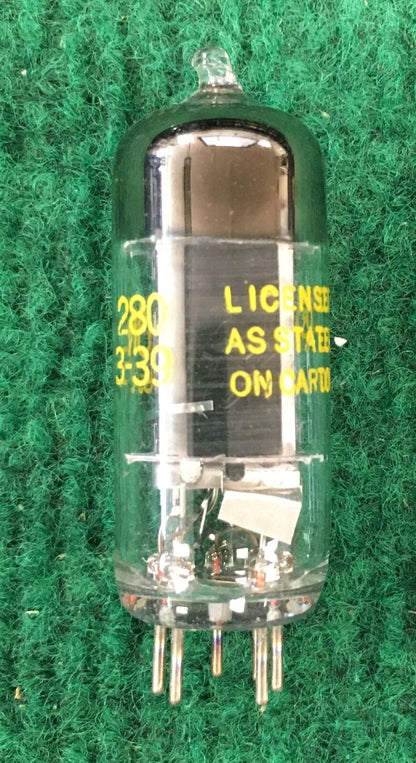 280
3-39
LICENSE
AS STATE
ON CARTO